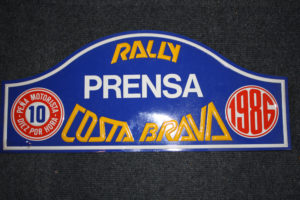 RALLY
PRENSA
COSTA BRAVA
PEÑA MOTORISTA
10
DIEZ POR HORA
1986